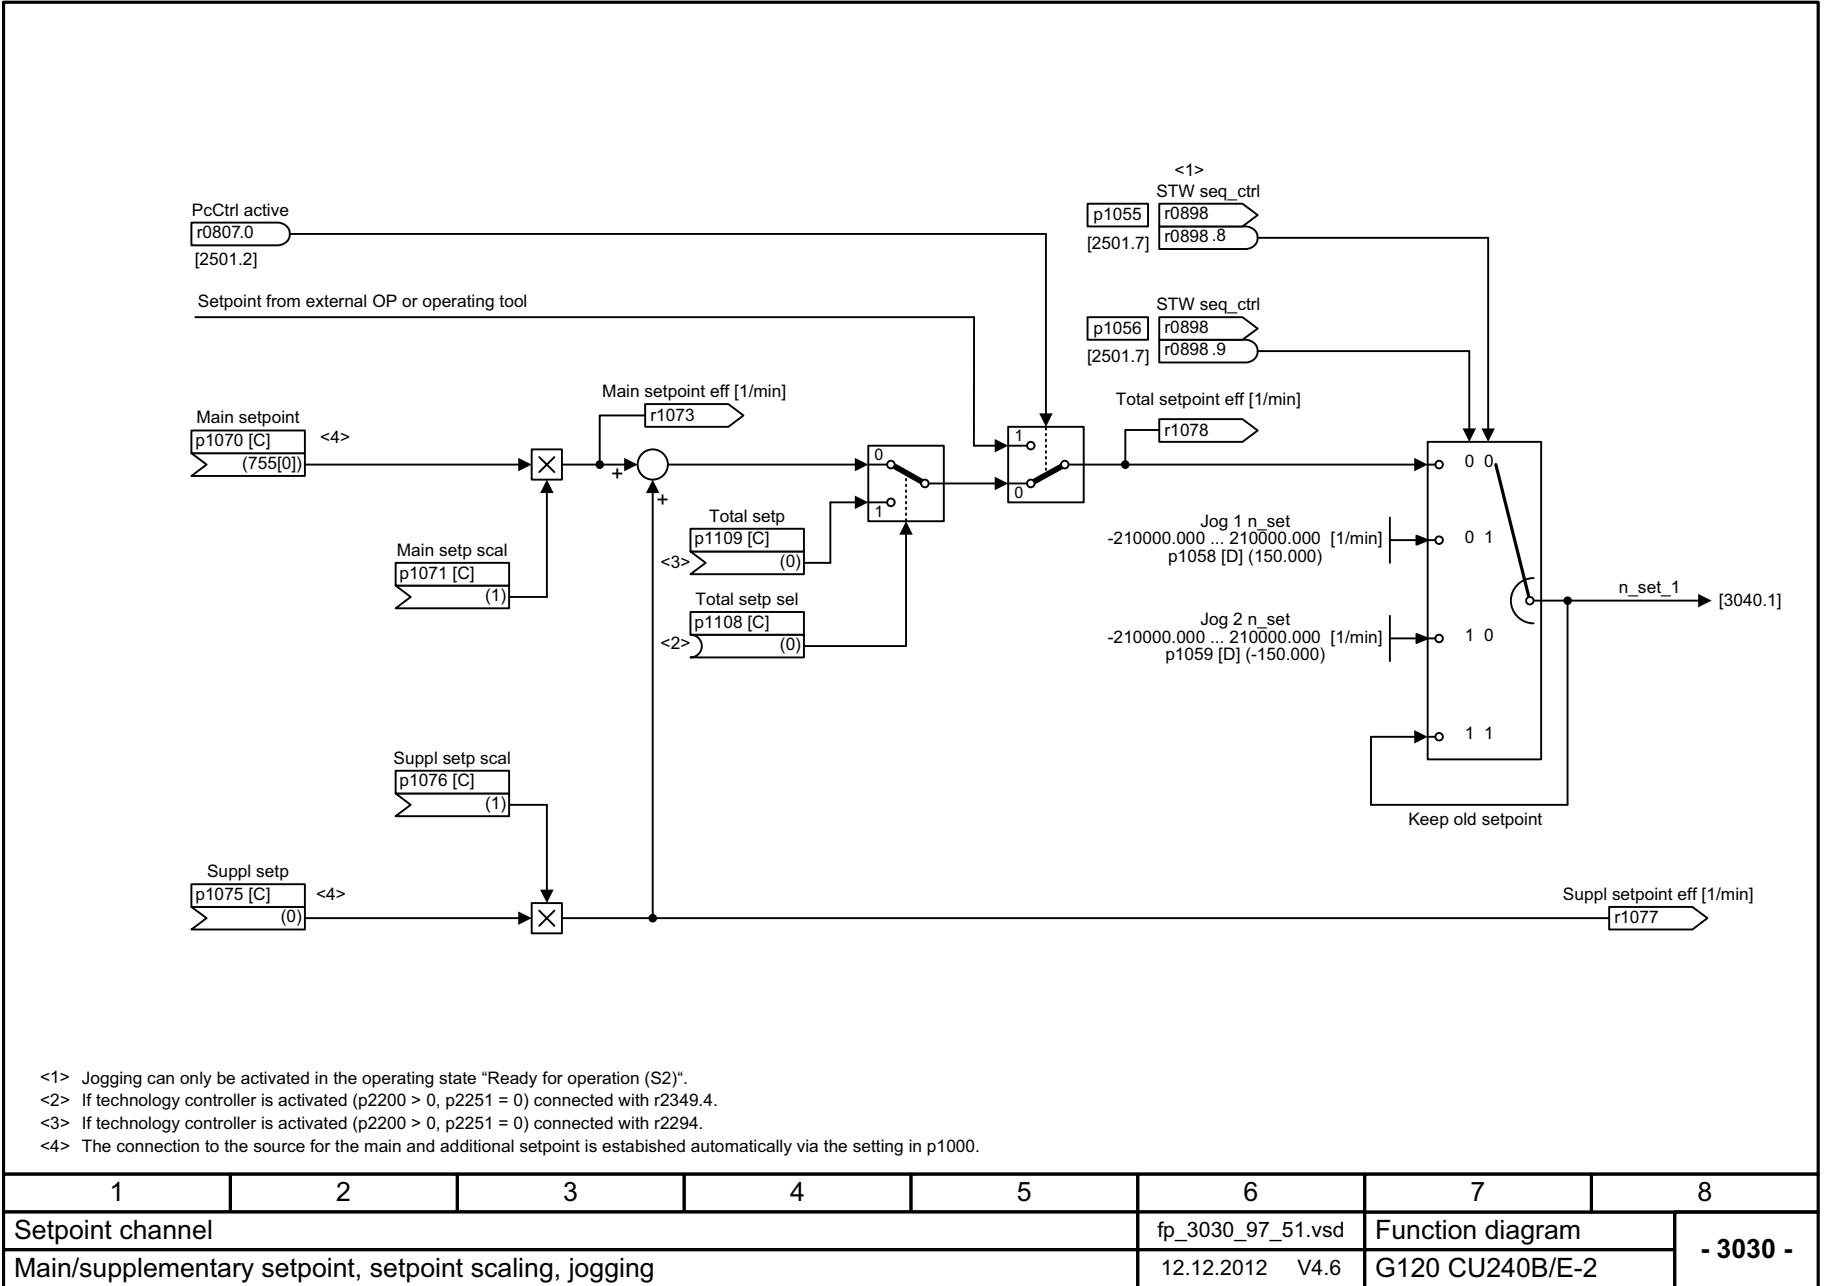 <1>
STW seq_ctrl
p1055
r0898
[2501.7]
r0898.8
PcCtrl active
r0807.0
[2501.2]
Setpoint from external OP or operating tool
STW seq_ctrl
p1056
r0898
[2501.7]
r0898.9
Main setpoint eff [1/min]
r1073
Total setpoint eff [1/min]
r1078
Main setpoint
p1070 [C]
<4>
(755[0])
+
+
0
1
1
0
0 0
Total setp
p1109 [C]
<3>
(0)
Jog 1 n_set
-210000.000 ... 210000.000 [1/min]
p1058 [D] (150.000)
0 1
Main setp scal
p1071 [C]
(1)
Total setp sel
p1108 [C]
<2>
(0)
n_set_1
[3040.1]
Jog 2 n_set
-210000.000 ... 210000.000 [1/min]
p1059 [D] (-150.000)
1 0
1 1
Keep old setpoint
Suppl setp scal
p1076 [C]
(1)
Suppl setp
p1075 [C]
<4>
(0)
Suppl setpoint eff [1/min]
r1077
<1> Jogging can only be activated in the operating state “Ready for operation (S2)“.
<2> If technology controller is activated (p2200 > 0, p2251 = 0) connected with r2349.4.
<3> If technology controller is activated (p2200 > 0, p2251 = 0) connected with r2294.
<4> The connection to the source for the main and additional setpoint is estabished automatically via the setting in p1000.
1 2 3 4 5 6 7 8
Setpoint channel
fp_3030_97_51.vsd
Function diagram
- 3030 -
Main/supplementary setpoint, setpoint scaling, jogging
12.12.2012 V4.6
G120 CU240B/E-2